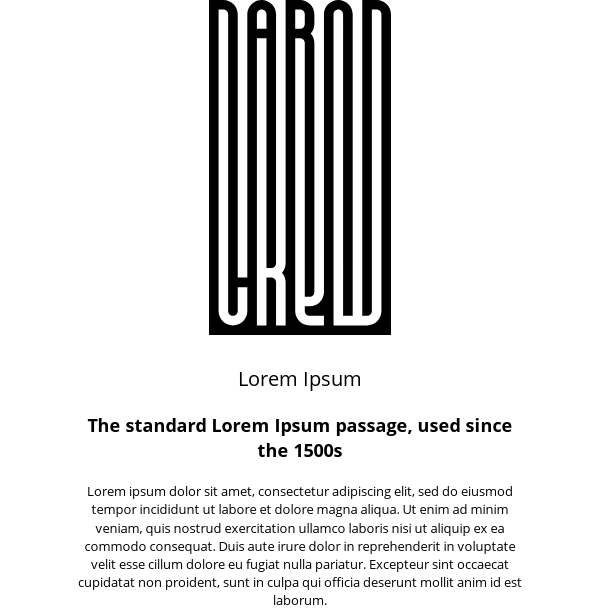 NAROD
CREW
Lorem Ipsum
The standard Lorem Ipsum passage, used since
the 1500s
Lorem ipsum dolor sit amet, consectetur adipiscing elit, sed do eiusmod
tempor incididunt ut labore et dolore magna aliqua. Ut enim ad minim
veniam, quis nostrud exercitation ullamco laboris nisi ut aliquip ex ea
commodo consequat. Duis aute irure dolor in reprehenderit in voluptate
velit esse cillum dolore eu fugiat nulla pariatur. Excepteur sint occaecat
cupidatat non proident, sunt in culpa qui officia deserunt mollit anim id est
laborum.